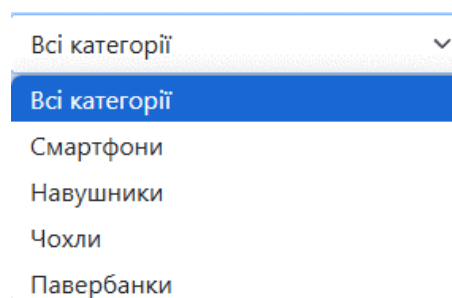 Всі категорії
Всі категорії
Смартфони
Навушники
Чохли
Павербанки